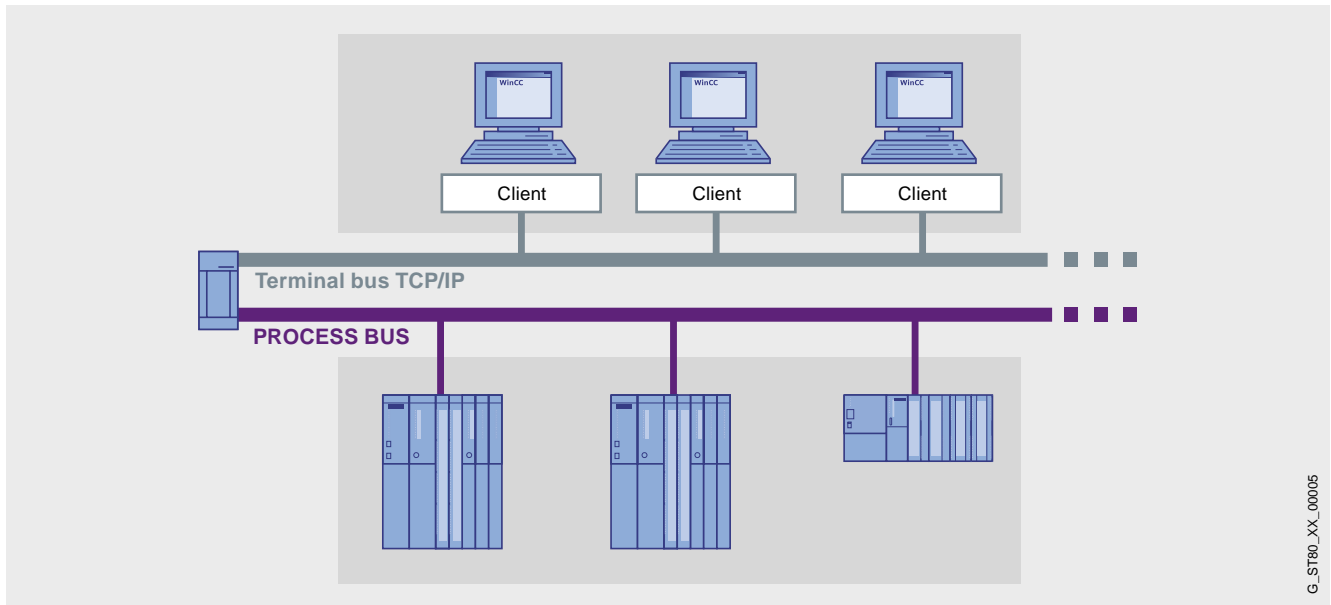 WinCC
WinCC
WinCC
Client
Client
Client
Terminal bus TCP/IP
PROCESS BUS
G_ST80_XX_00005